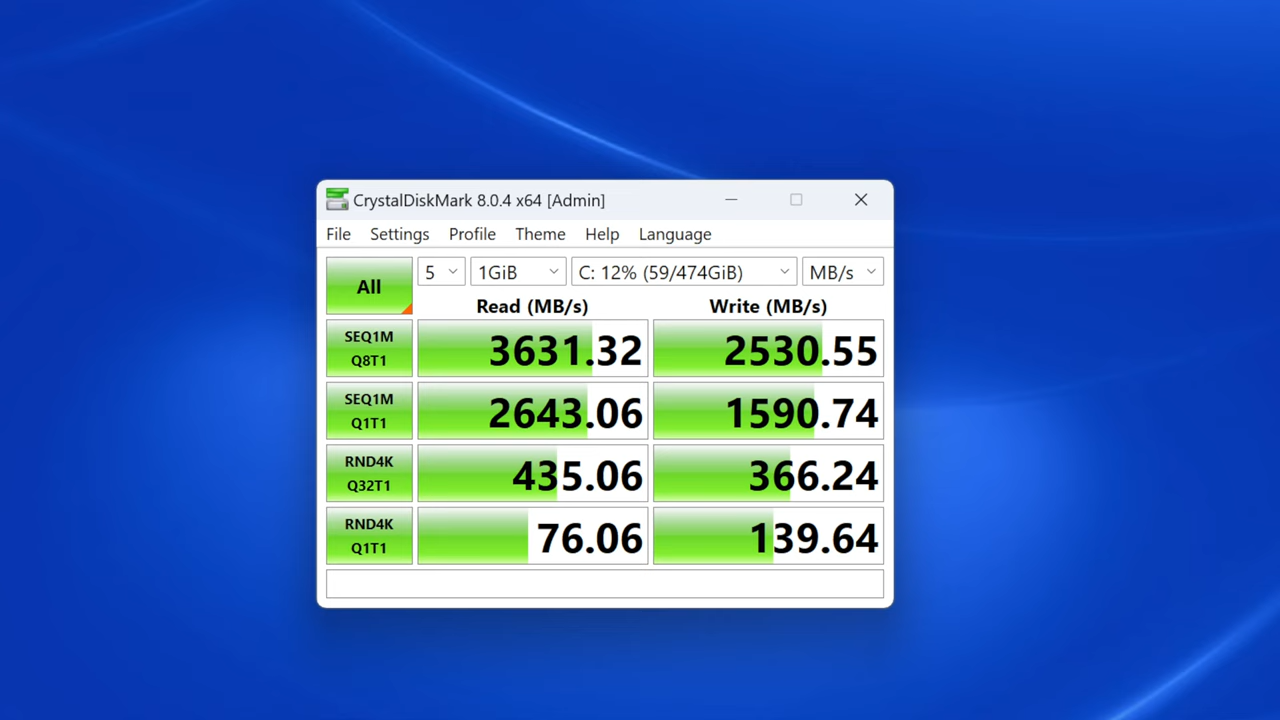 CrystalDiskMark 8.0.4 x64 [Admin]
File Settings Profile Theme Help Language
All 5 1GiB C: 12% (59/474GiB) MB/s
Read (MB/s) Write (MB/s)
SEQ1M
Q8T1 3631.32 2530.55
SEQ1M
Q1T1 2643.06 1590.74
RND4K
Q32T1 435.06 366.24
RND4K
Q1T1 76.06 139.64